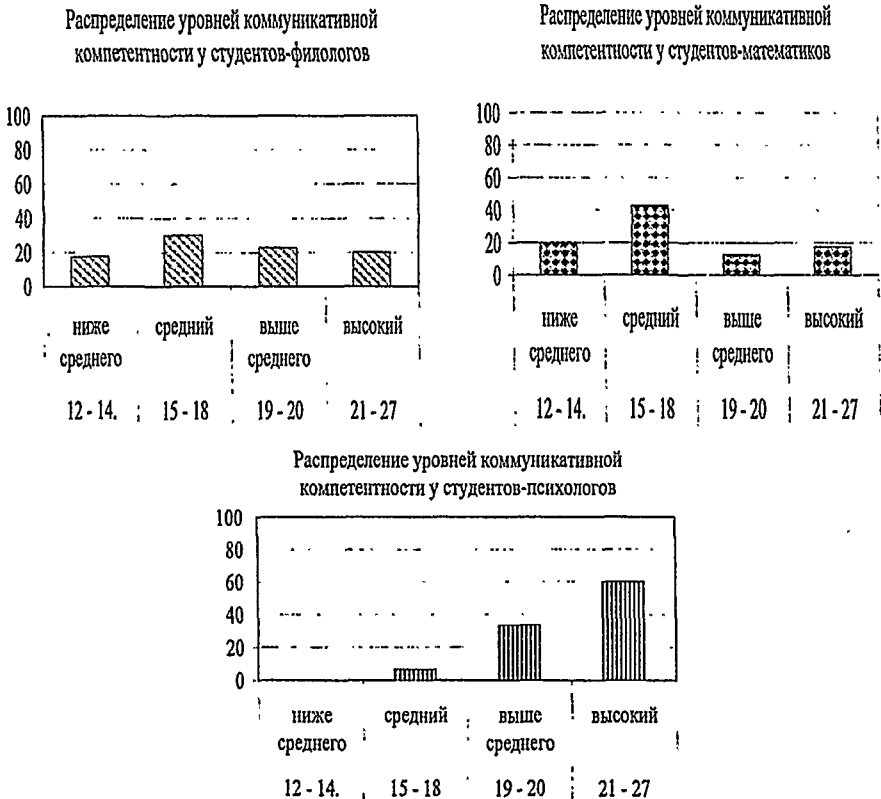 Распределение уровней коммуникативной
компетентности у студентов-филологов
100
80
60
40
20
0
ниже среднего
средний
выше среднего
высокий
12 - 14.
15 - 18
19 - 20
21 - 27
Распределение уровней коммуникативной
компетентности у студентов-математиков
100
80
60
40
20
0
ниже среднего
средний
выше среднего
высокий
12 - 14.
15 - 18
19 - 20
21 - 27
Распределение уровней коммуникативной
компетентности у студентов-психологов
100
80
60
40
20
0
ниже среднего
средний
выше среднего
высокий
12 - 14.
15 - 18
19 - 20
21 - 27